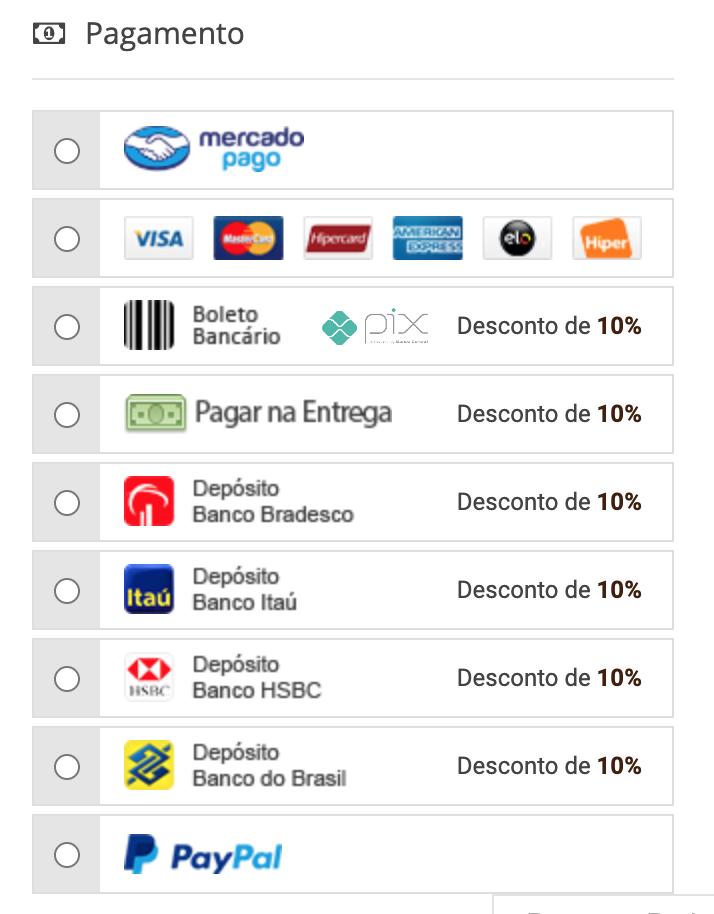 Pagamento
mercado
pago
VISA
MasterCard
Hipercard
AMERICAN
EXPRESS
elo
Hiper
Boleto
Bancário
pix
Desconto de 10%
Pagar na Entrega
Desconto de 10%
Depósito
Banco Bradesco
Desconto de 10%
Itaú
Depósito
Banco Itaú
Desconto de 10%
HSBC
Depósito
Banco HSBC
Desconto de 10%
Depósito
Banco do Brasil
Desconto de 10%
PayPal